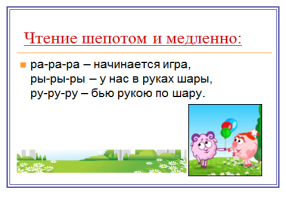 Чтение шепотом и медленно:
ра-ра-ра – начинается игра,
ры-ры-ры – у нас в руках шары,
ру-ру-ру – бью рукою по шару.